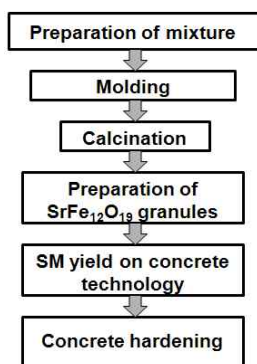 Preparation of mixture
Molding
Calcination
Preparation of
SrFe₁₂O₁₉ granules
SM yield on concrete
technology
Concrete hardening